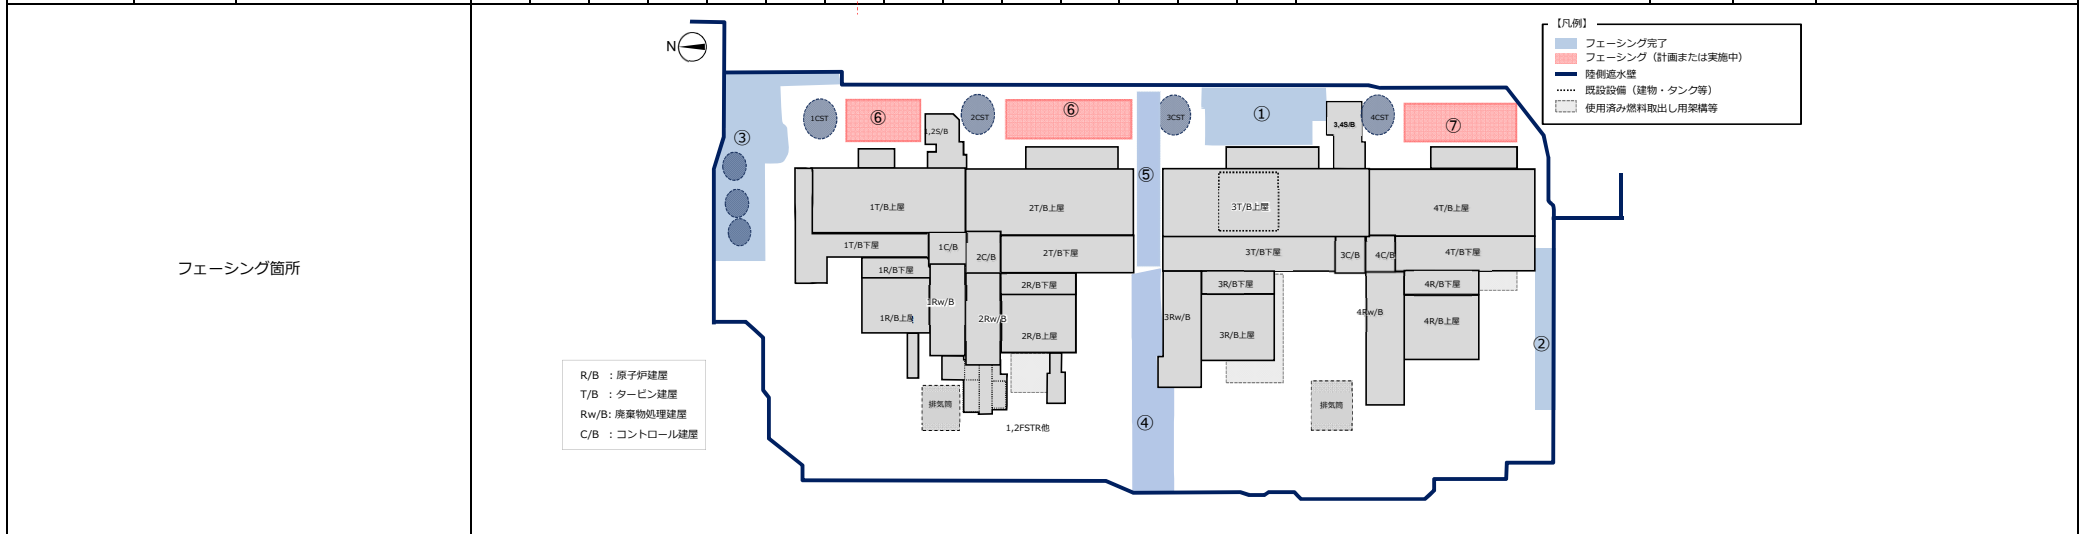 フェーシング箇所
N
【凡例】
フェーシング完了
フェーシング（計画または実施中）
陸側遮水壁
既設設備（建物・タンク等）
使用済み燃料取出し用架構等
③
1CST
⑥
1,2S/B
2CST
⑥
3CST
①
3,4S/B
4CST
⑦
⑤
1T/B上屋
2T/B上屋
3T/B上屋
4T/B上屋
1T/B下屋
1C/B
2C/B
2T/B下屋
3T/B下屋
3C/B
4C/B
4T/B下屋
1R/B下屋
2R/B下屋
3R/B下屋
4R/B下屋
1Rw/B
1R/B上屋
2Rw/B
2R/B上屋
3Rw/B
3R/B上屋
4Rw/B
4R/B上屋
②
R/B ：原子炉建屋
T/B ：タービン建屋
Rw/B：廃棄物処理建屋
C/B ：コントロール建屋
排気筒
排気筒
④
1,2FSTR他